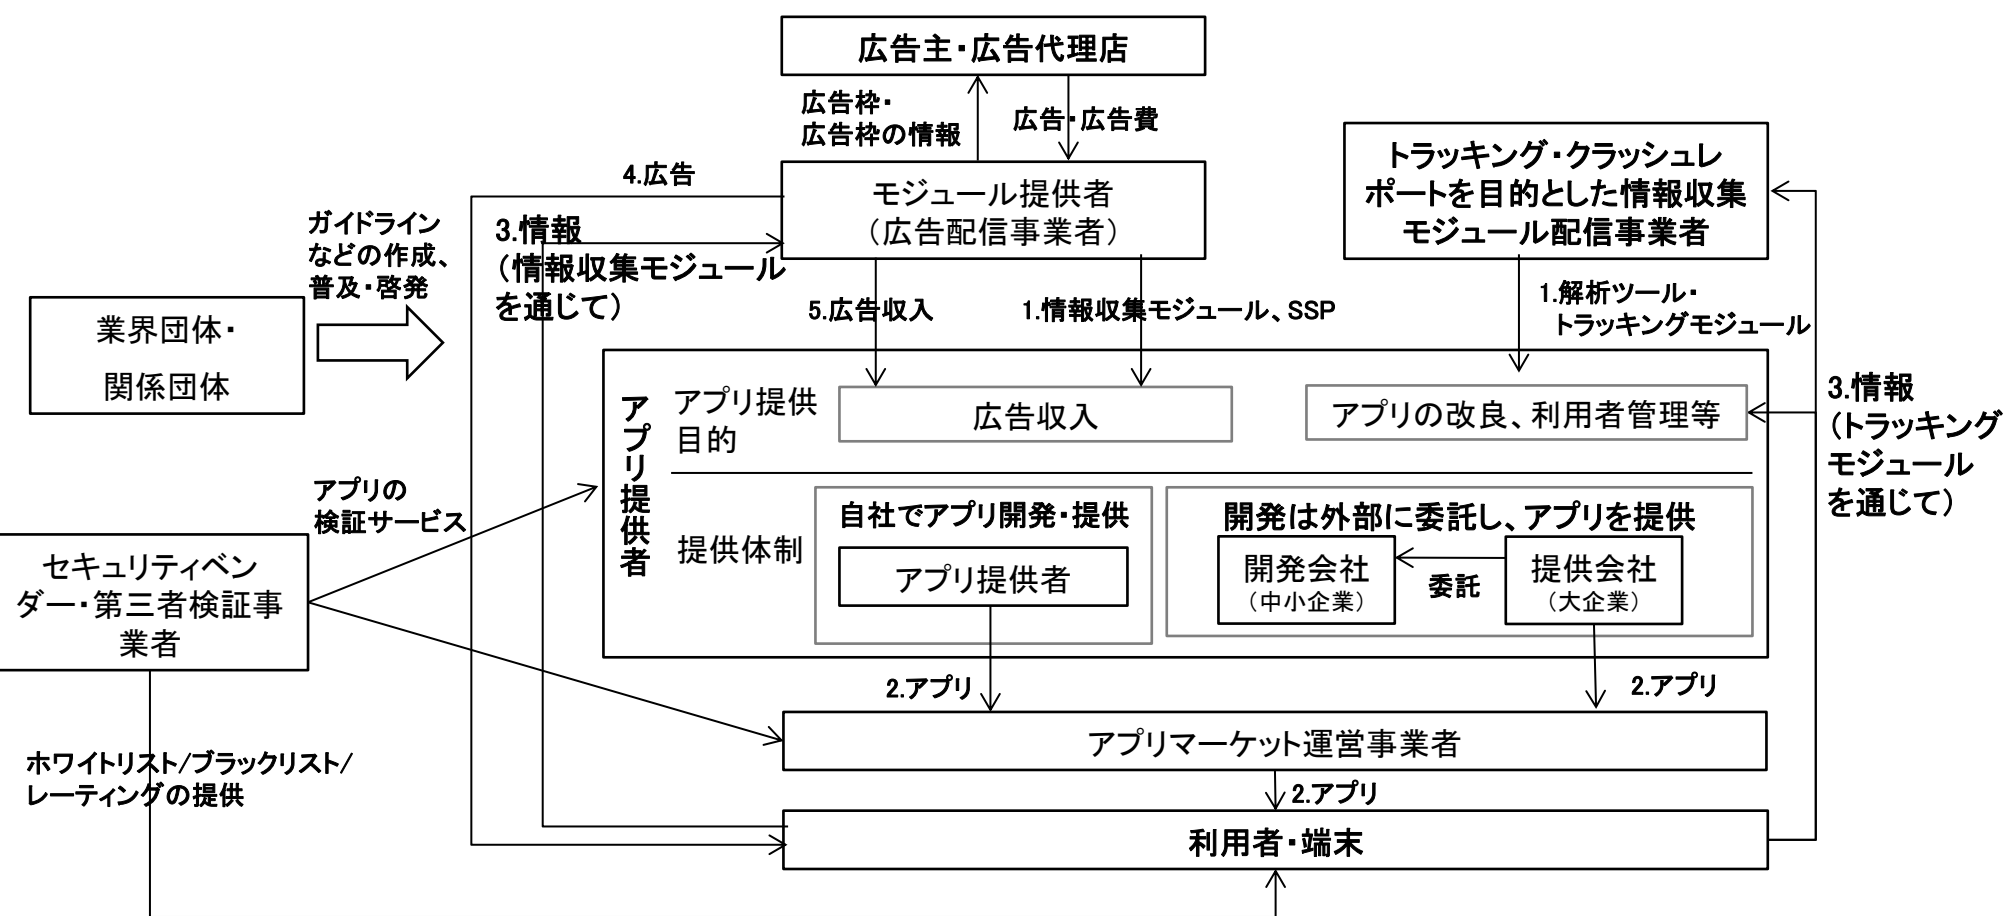 広告主・広告代理店
広告枠・
広告枠の情報
広告・広告費
トラッキング・クラッシュレ
ポートを目的とした情報収集
モジュール配信事業者
4.広告
モジュール提供者
（広告配信事業者）
ガイドライン
などの作成、
普及・啓発
3.情報
（情報収集モジュール
を通じて）
業界団体・
関係団体
5.広告収入
1.情報収集モジュール、SSP
1.解析ツール・
トラッキングモジュール
アプリ提供者
アプリ提供
目的
広告収入
アプリの改良、利用者管理等
3.情報
（トラッキング
モジュール
を通じて）
アプリの
検証サービス
提供体制
自社でアプリ開発・提供
アプリ提供者
開発は外部に委託し、アプリを提供
開発会社
（中小企業）
委託
提供会社
（大企業）
セキュリティベン
ダー・第三者検証事
業者
2.アプリ
2.アプリ
アプリマーケット運営事業者
ホワイトリスト/ブラックリスト/
レーティングの提供
2.アプリ
利用者・端末